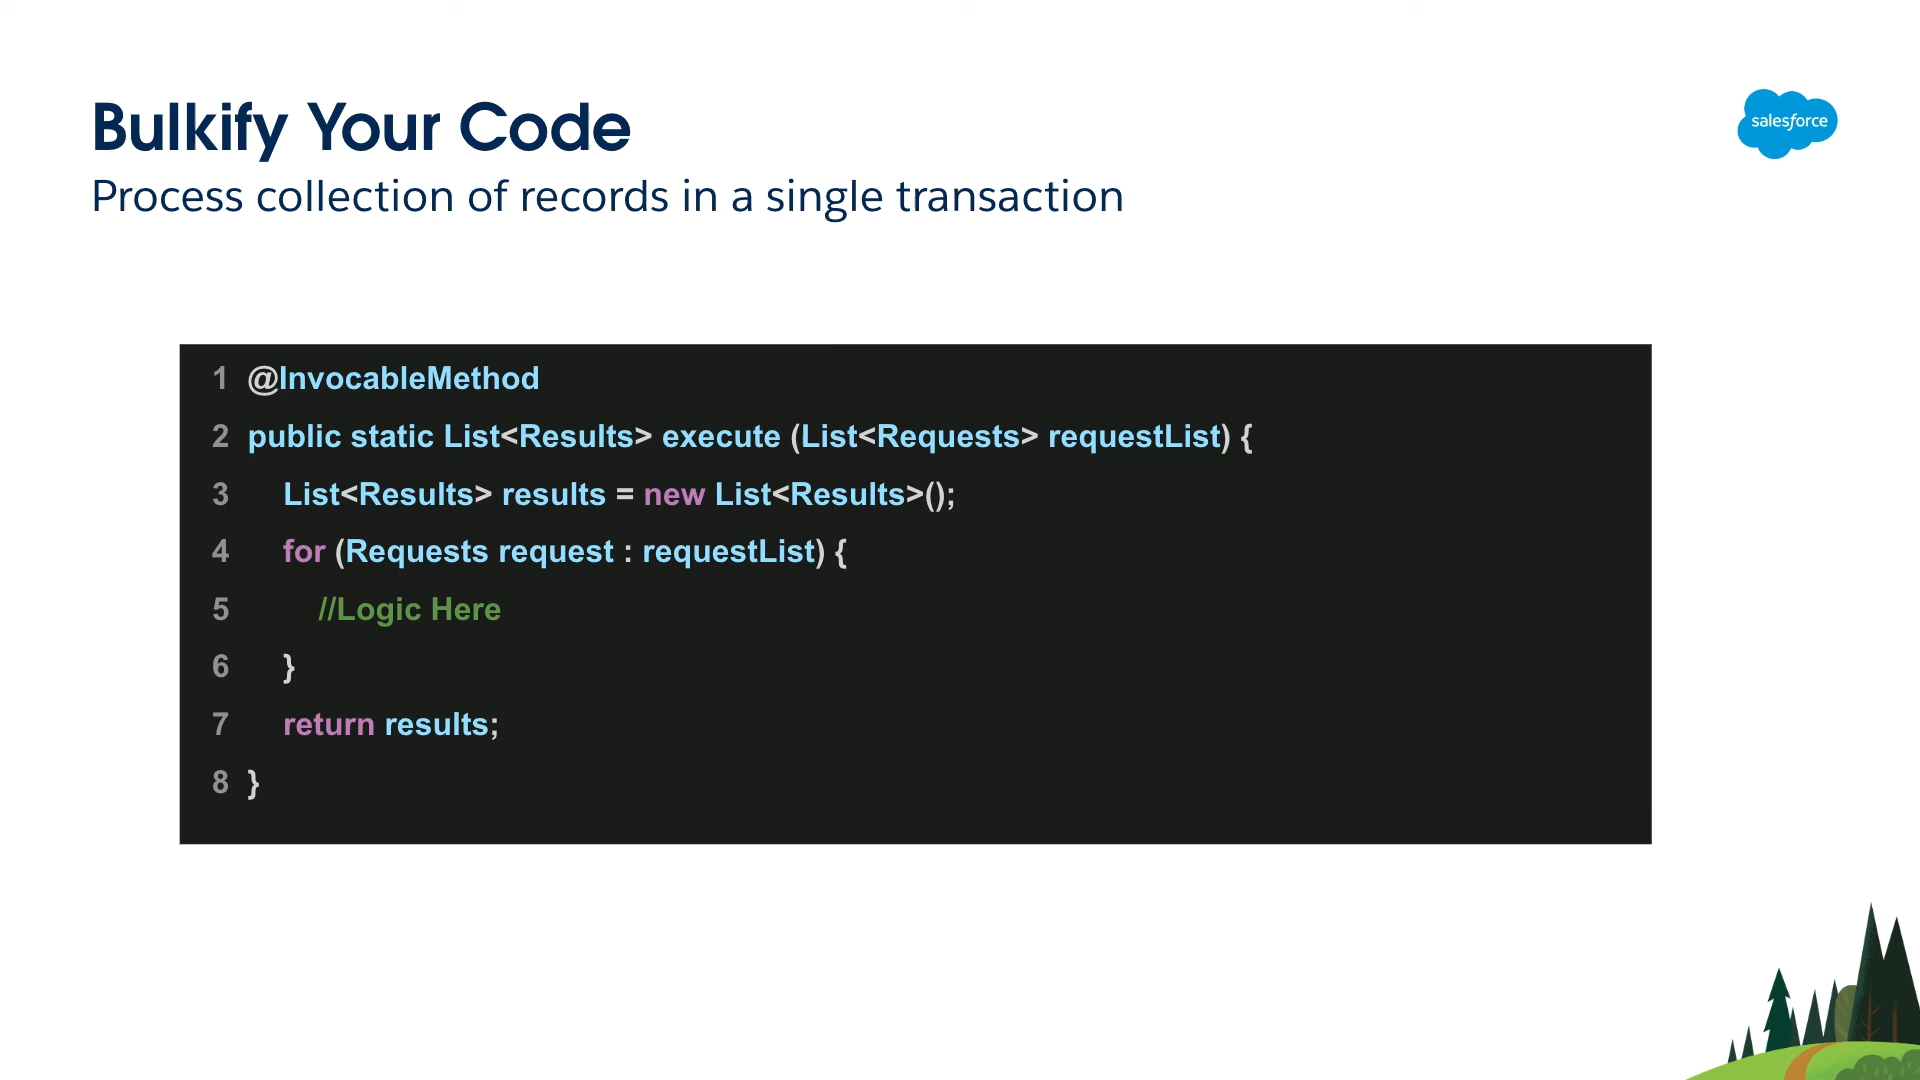 Bulkify Your Code
salesforce
Process collection of records in a single transaction
1 @InvocableMethod
2 public static List<Results> execute (List<Requests> requestList) {
3 List<Results> results = new List<Results>();
4 for (Requests request : requestList) {
5 //Logic Here
6 }
7 return results;
8 }